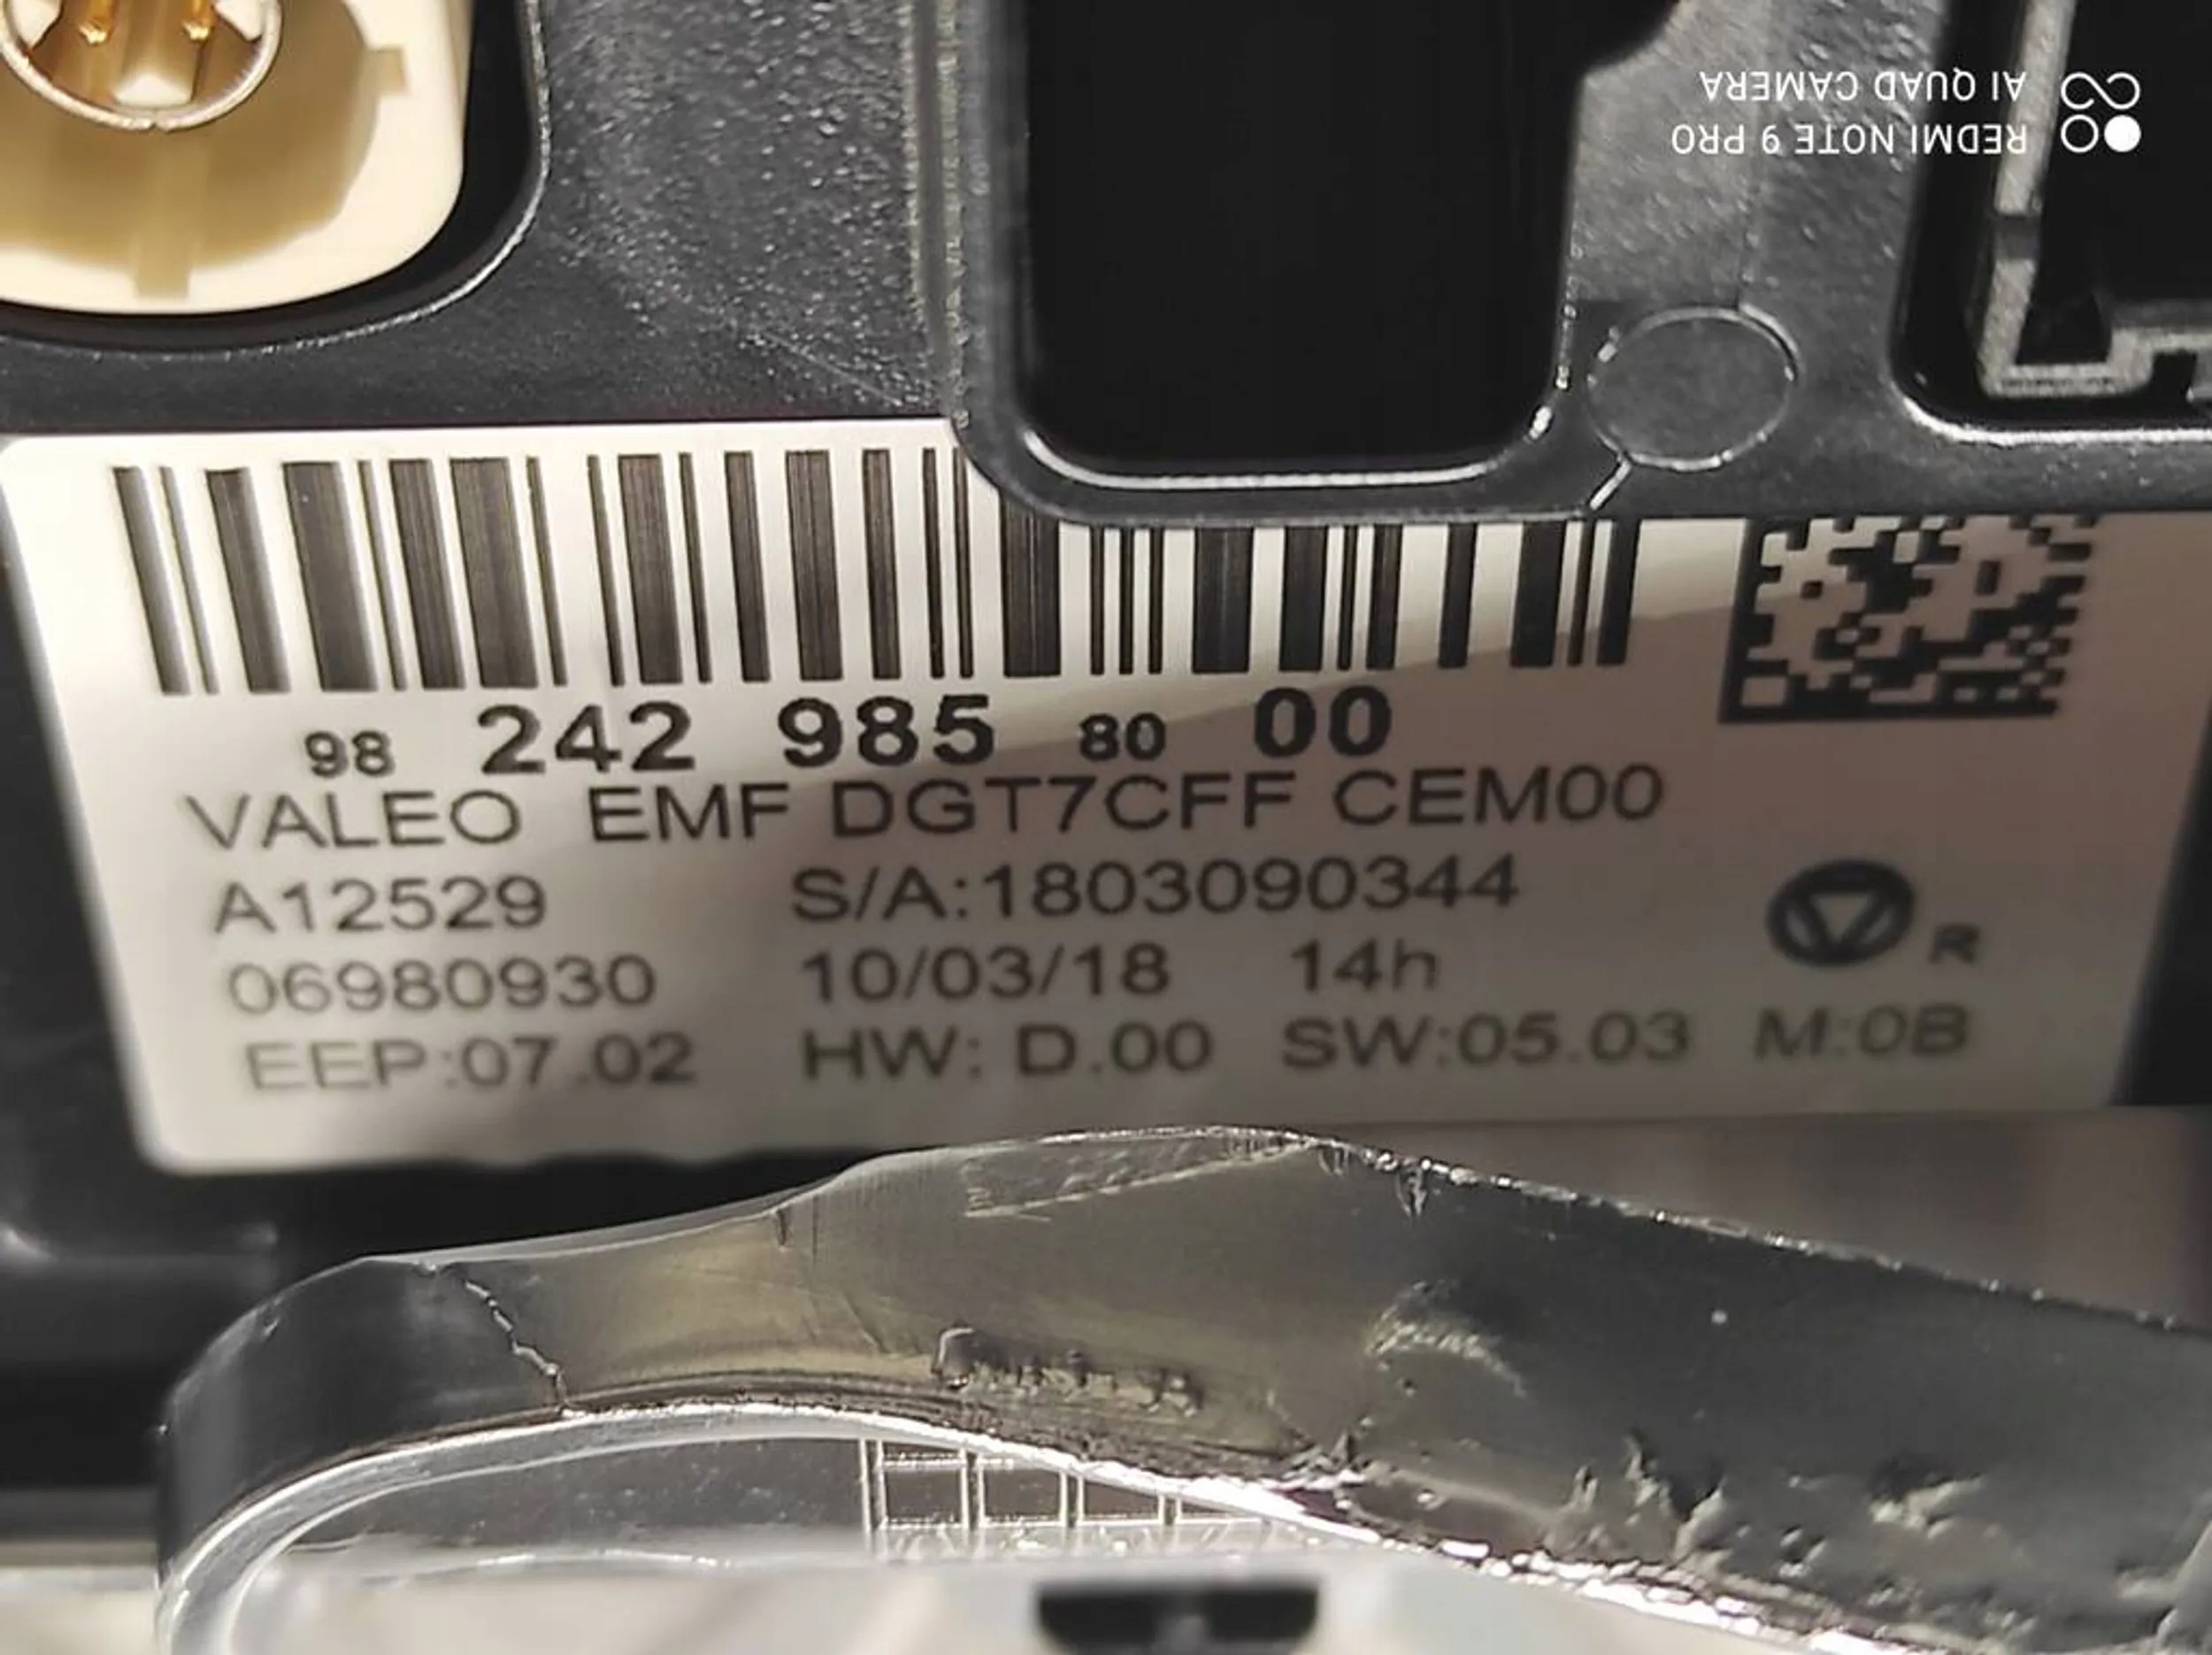 98 242 985 80 00
VALEO EMF DGT7CFF CEM00
A12529 S/A:1803090344
R
06980930 10/03/18 14h
EEP:07.02 HW: D.00 SW:05.03 M:0B
REDMI NOTE 9 PRO
AI QUAD CAMERA